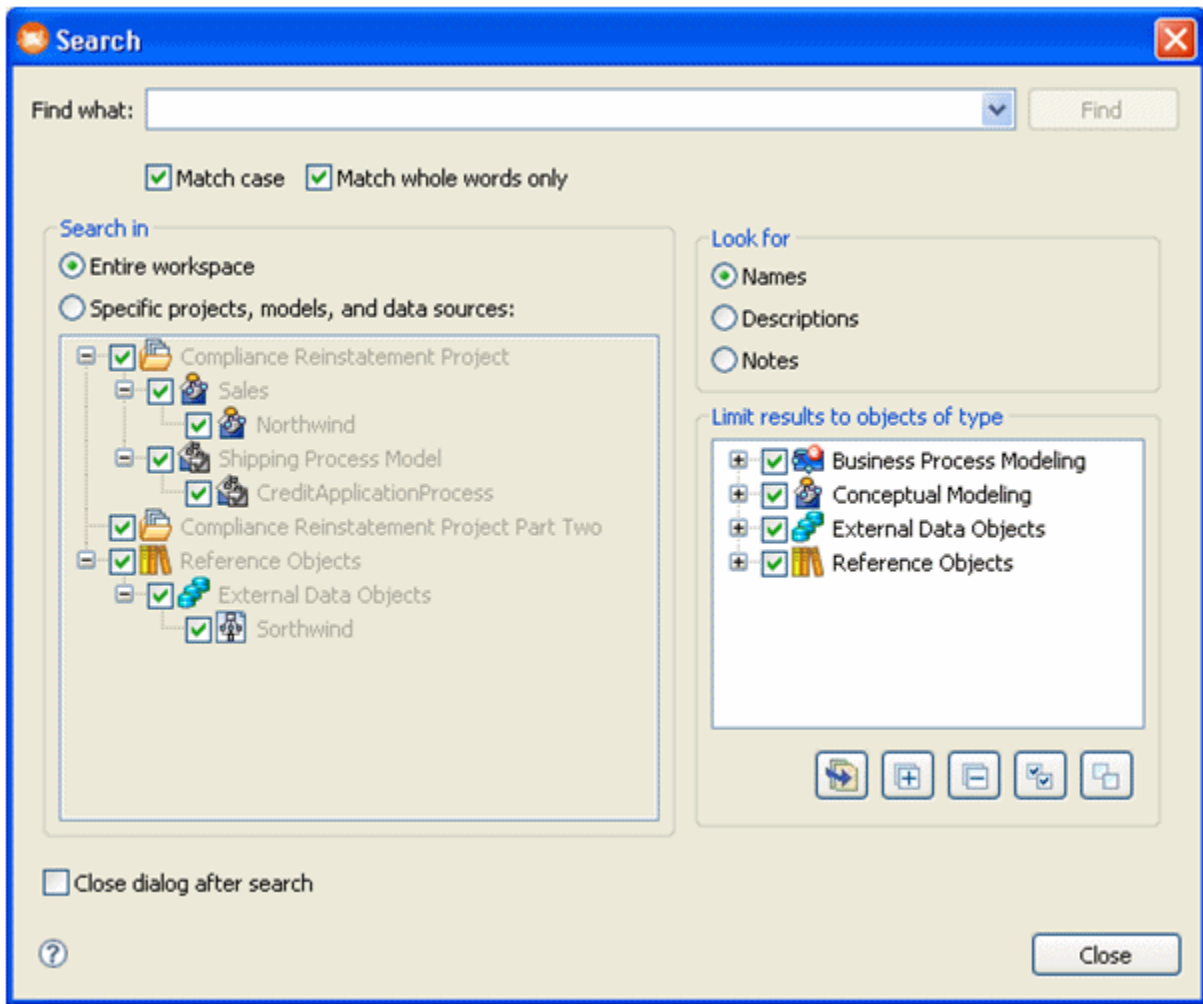 Search
Find what:
Find
Match case Match whole words only
Search in
Entire workspace
Specific projects, models, and data sources:
Compliance Reinstatement Project
Sales
Northwind
Shipping Process Model
CreditApplicationProcess
Compliance Reinstatement Project Part Two
Reference Objects
External Data Objects
Sorthwind
Look for
Names
Descriptions
Notes
Limit results to objects of type
Business Process Modeling
Conceptual Modeling
External Data Objects
Reference Objects
Close dialog after search
?
Close